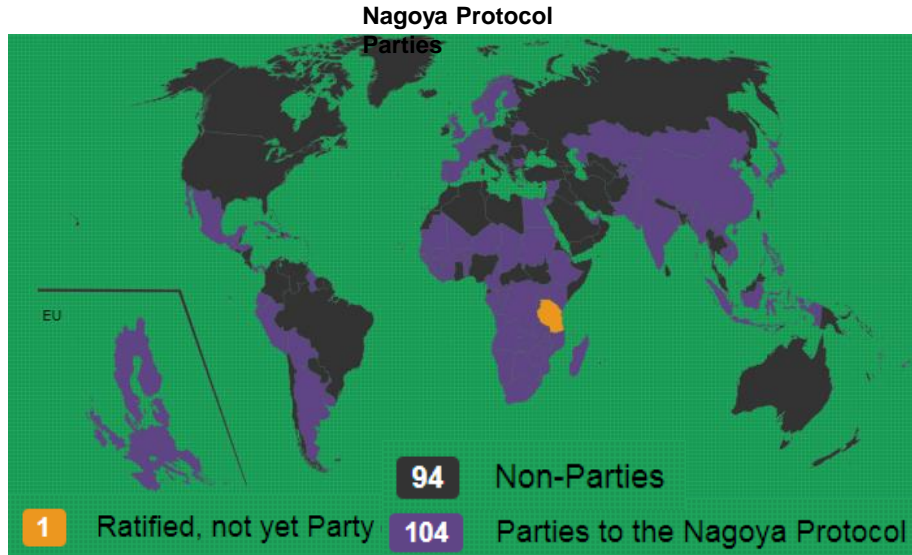 Nagoya Protocol
Parties
EU
94 Non-Parties
1 Ratified, not yet Party
104 Parties to the Nagoya Protocol